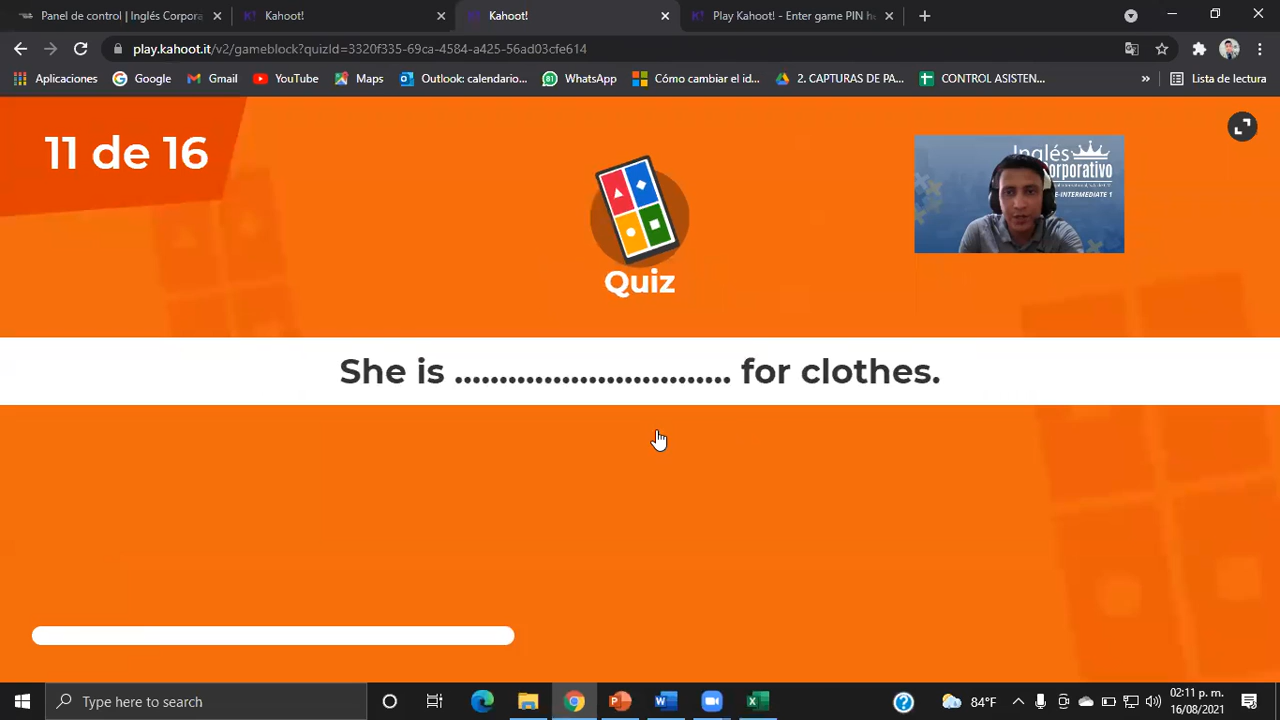 Panel de control | Inglés Corpora
Kahoot!
Kahoot!
Play Kahoot! - Enter game PIN he
play.kahoot.it/v2/gameblock?quizId=3320f335-69ca-4584-a425-56ad03cfe614
Aplicaciones
Google
Gmail
YouTube
Maps
Outlook: calendario...
WhatsApp
Cómo cambiar el id...
2. CAPTURAS DE PA...
CONTROL ASISTEN...
»
Lista de lectura
11 de 16
Inglés
orporativo
E-INTERMEDIATE 1
Quiz
She is ............................... for clothes.
Type here to search
84°F
02:11 p. m.
16/08/2021